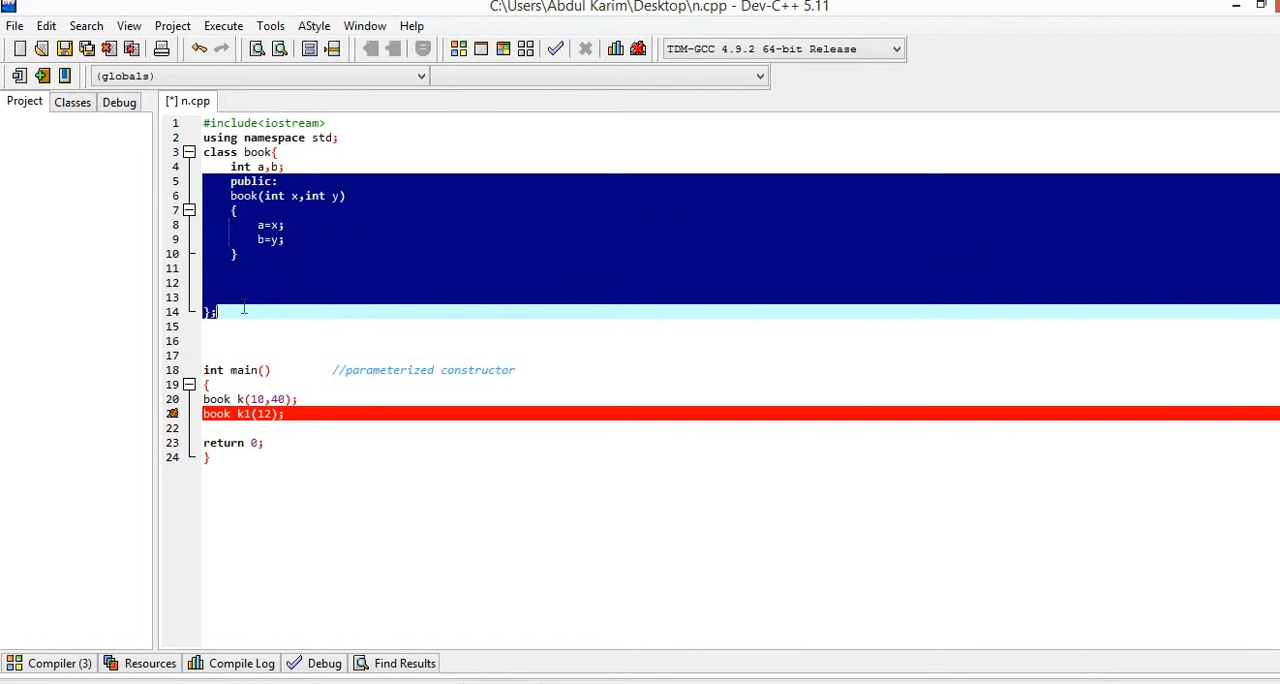 C:\Users\Abdul Karim\Desktop\n.cpp - Dev-C++ 5.11
File Edit Search View Project Execute Tools AStyle Window Help
TDM-GCC 4.9.2 64-bit Release
(globals)
Project Classes Debug [*] n.cpp
1 #include<iostream>
2 using namespace std;
3 class book{
4 int a,b;
5 public:
6 book(int x,int y)
7 {
8 a=x;
9 b=y;
10 }
11
12
13
14 };
15
16
17
18 int main() //parameterized constructor
19 {
20 book k(10,40);
book k1(12);
22
23 return 0;
24 }
Compiler (3) Resources Compile Log Debug Find Results